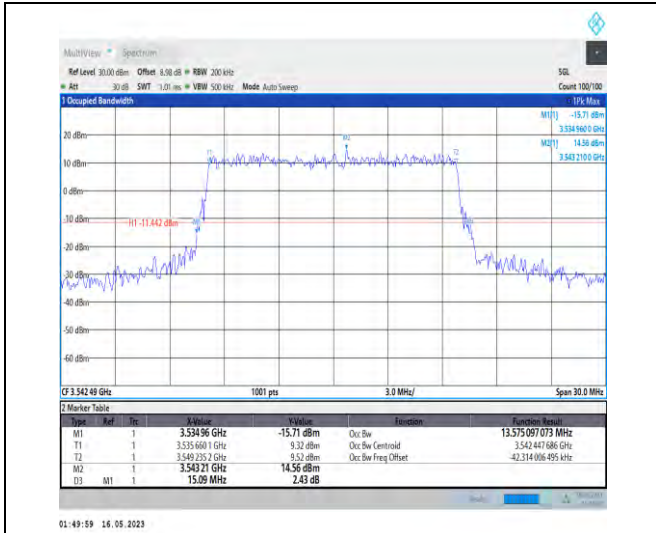 MultiView Spectrum
Ref Level 30.00 dBm Offset 8.98 dB RBW 200 kHz SGL
Att 30 dB SWT 1.01 ms VBW 500 kHz Mode Auto Sweep Count 100/100
1 Occupied Bandwidth 1Pk Max
M1[1] -15.71 dBm
3.534 960 0 GHz
M2[1] 14.56 dBm
3.543 210 0 GHz
20 dBm
M2
T1 T2
10 dBm
0 dBm
-10 dBm
H1 -11.442 dBm
-20 dBm
-30 dBm
-40 dBm
-50 dBm
-60 dBm
CF 3.542 49 GHz 1001 pts 3.0 MHz/ Span 30.0 MHz
2 Marker Table
Type Ref Trc X-Value Y-Value Function Function Result
M1 1 3.534 96 GHz -15.71 dBm Occ Bw 13.575 097 073 MHz
T1 1 3.535 660 1 GHz 9.32 dBm Occ Bw Centroid 3.542 447 686 GHz
T2 1 3.549 235 2 GHz 9.52 dBm Occ Bw Freq Offset -42.314 006 495 kHz
M2 1 3.543 21 GHz 14.56 dBm
D3 M1 1 15.09 MHz 2.43 dB
01:49:59 16.05.2023